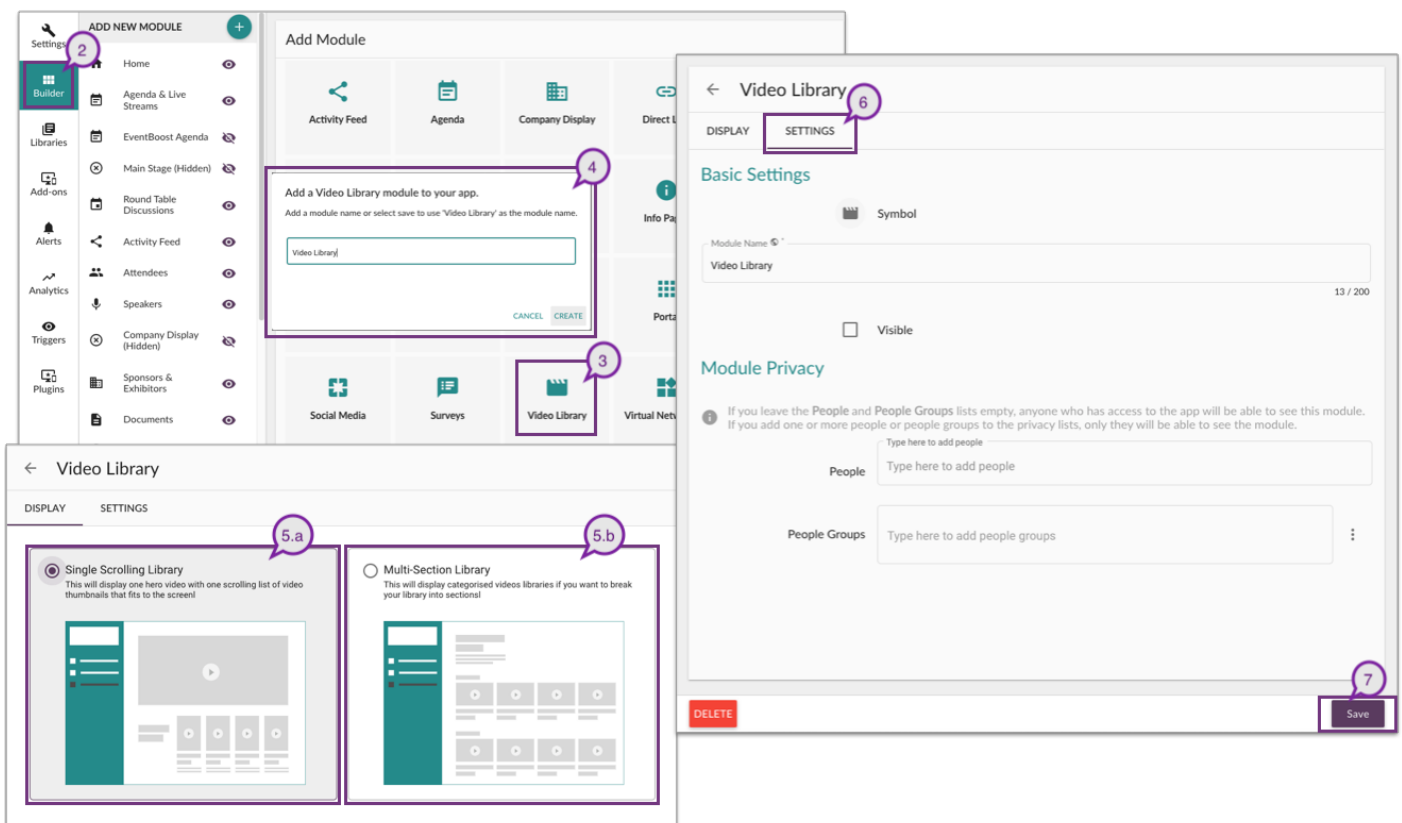 Settings
2
Builder
Libraries
Add-ons
Alerts
Analytics
Triggers
Plugins
ADD NEW MODULE
+
Home
Agenda & Live
Streams
EventBoost Agenda
Main Stage (Hidden)
Round Table
Discussions
Activity Feed
Attendees
Speakers
Company Display
(Hidden)
Sponsors &
Exhibitors
Documents
Add Module
Activity Feed
Agenda
Company Display
Direct L
4
Add a Video Library module to your app.
Add a module name or select save to use 'Video Library' as the module name.
Video Library
CANCEL CREATE
Info Pa
Porta
3
Social Media
Surveys
Video Library
Virtual Netw
Video Library
DISPLAY SETTINGS
5.a
Single Scrolling Library
This will display one hero video with one scrolling list of video
thumbnails that fits to the screen!
5.b
Multi-Section Library
This will display categorised videos libraries if you want to break
your library into sections!
Video Library
6
DISPLAY SETTINGS
Basic Settings
Symbol
Module Name *
Video Library
13 / 200
Visible
Module Privacy
If you leave the People and People Groups lists empty, anyone who has access to the app will be able to see this module.
If you add one or more people or people groups to the privacy lists, only they will be able to see the module.
Type here to add people
People
Type here to add people
People Groups
Type here to add people groups
7
DELETE
Save